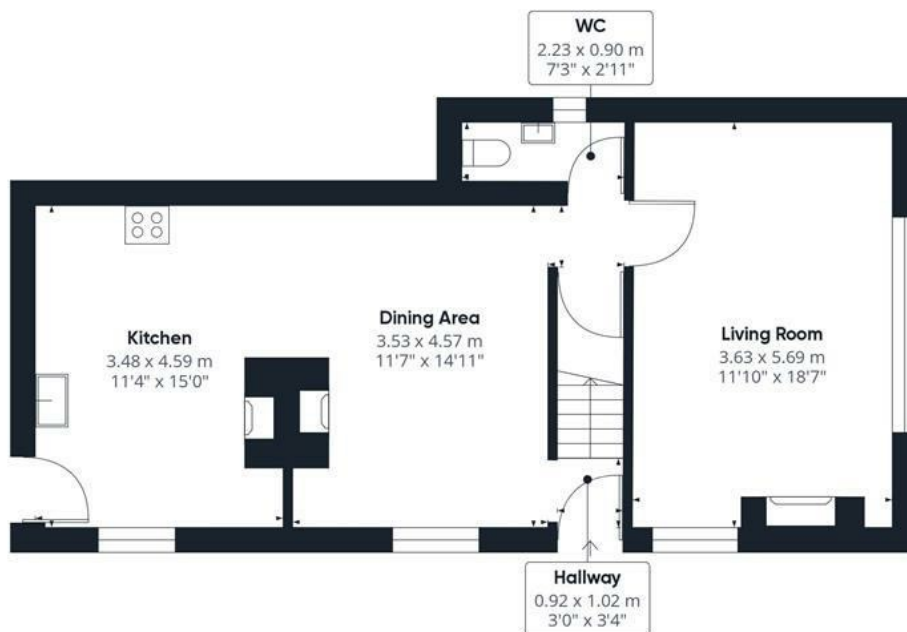 WC
2.23 x 0.90 m
7'3" x 2'11"
Kitchen
3.48 x 4.59 m
11'4" x 15'0"
Dining Area
3.53 x 4.57 m
11'7" x 14'11"
Living Room
3.63 x 5.69 m
11'10" x 18'7"
Hallway
0.92 x 1.02 m
3'0" x 3'4"